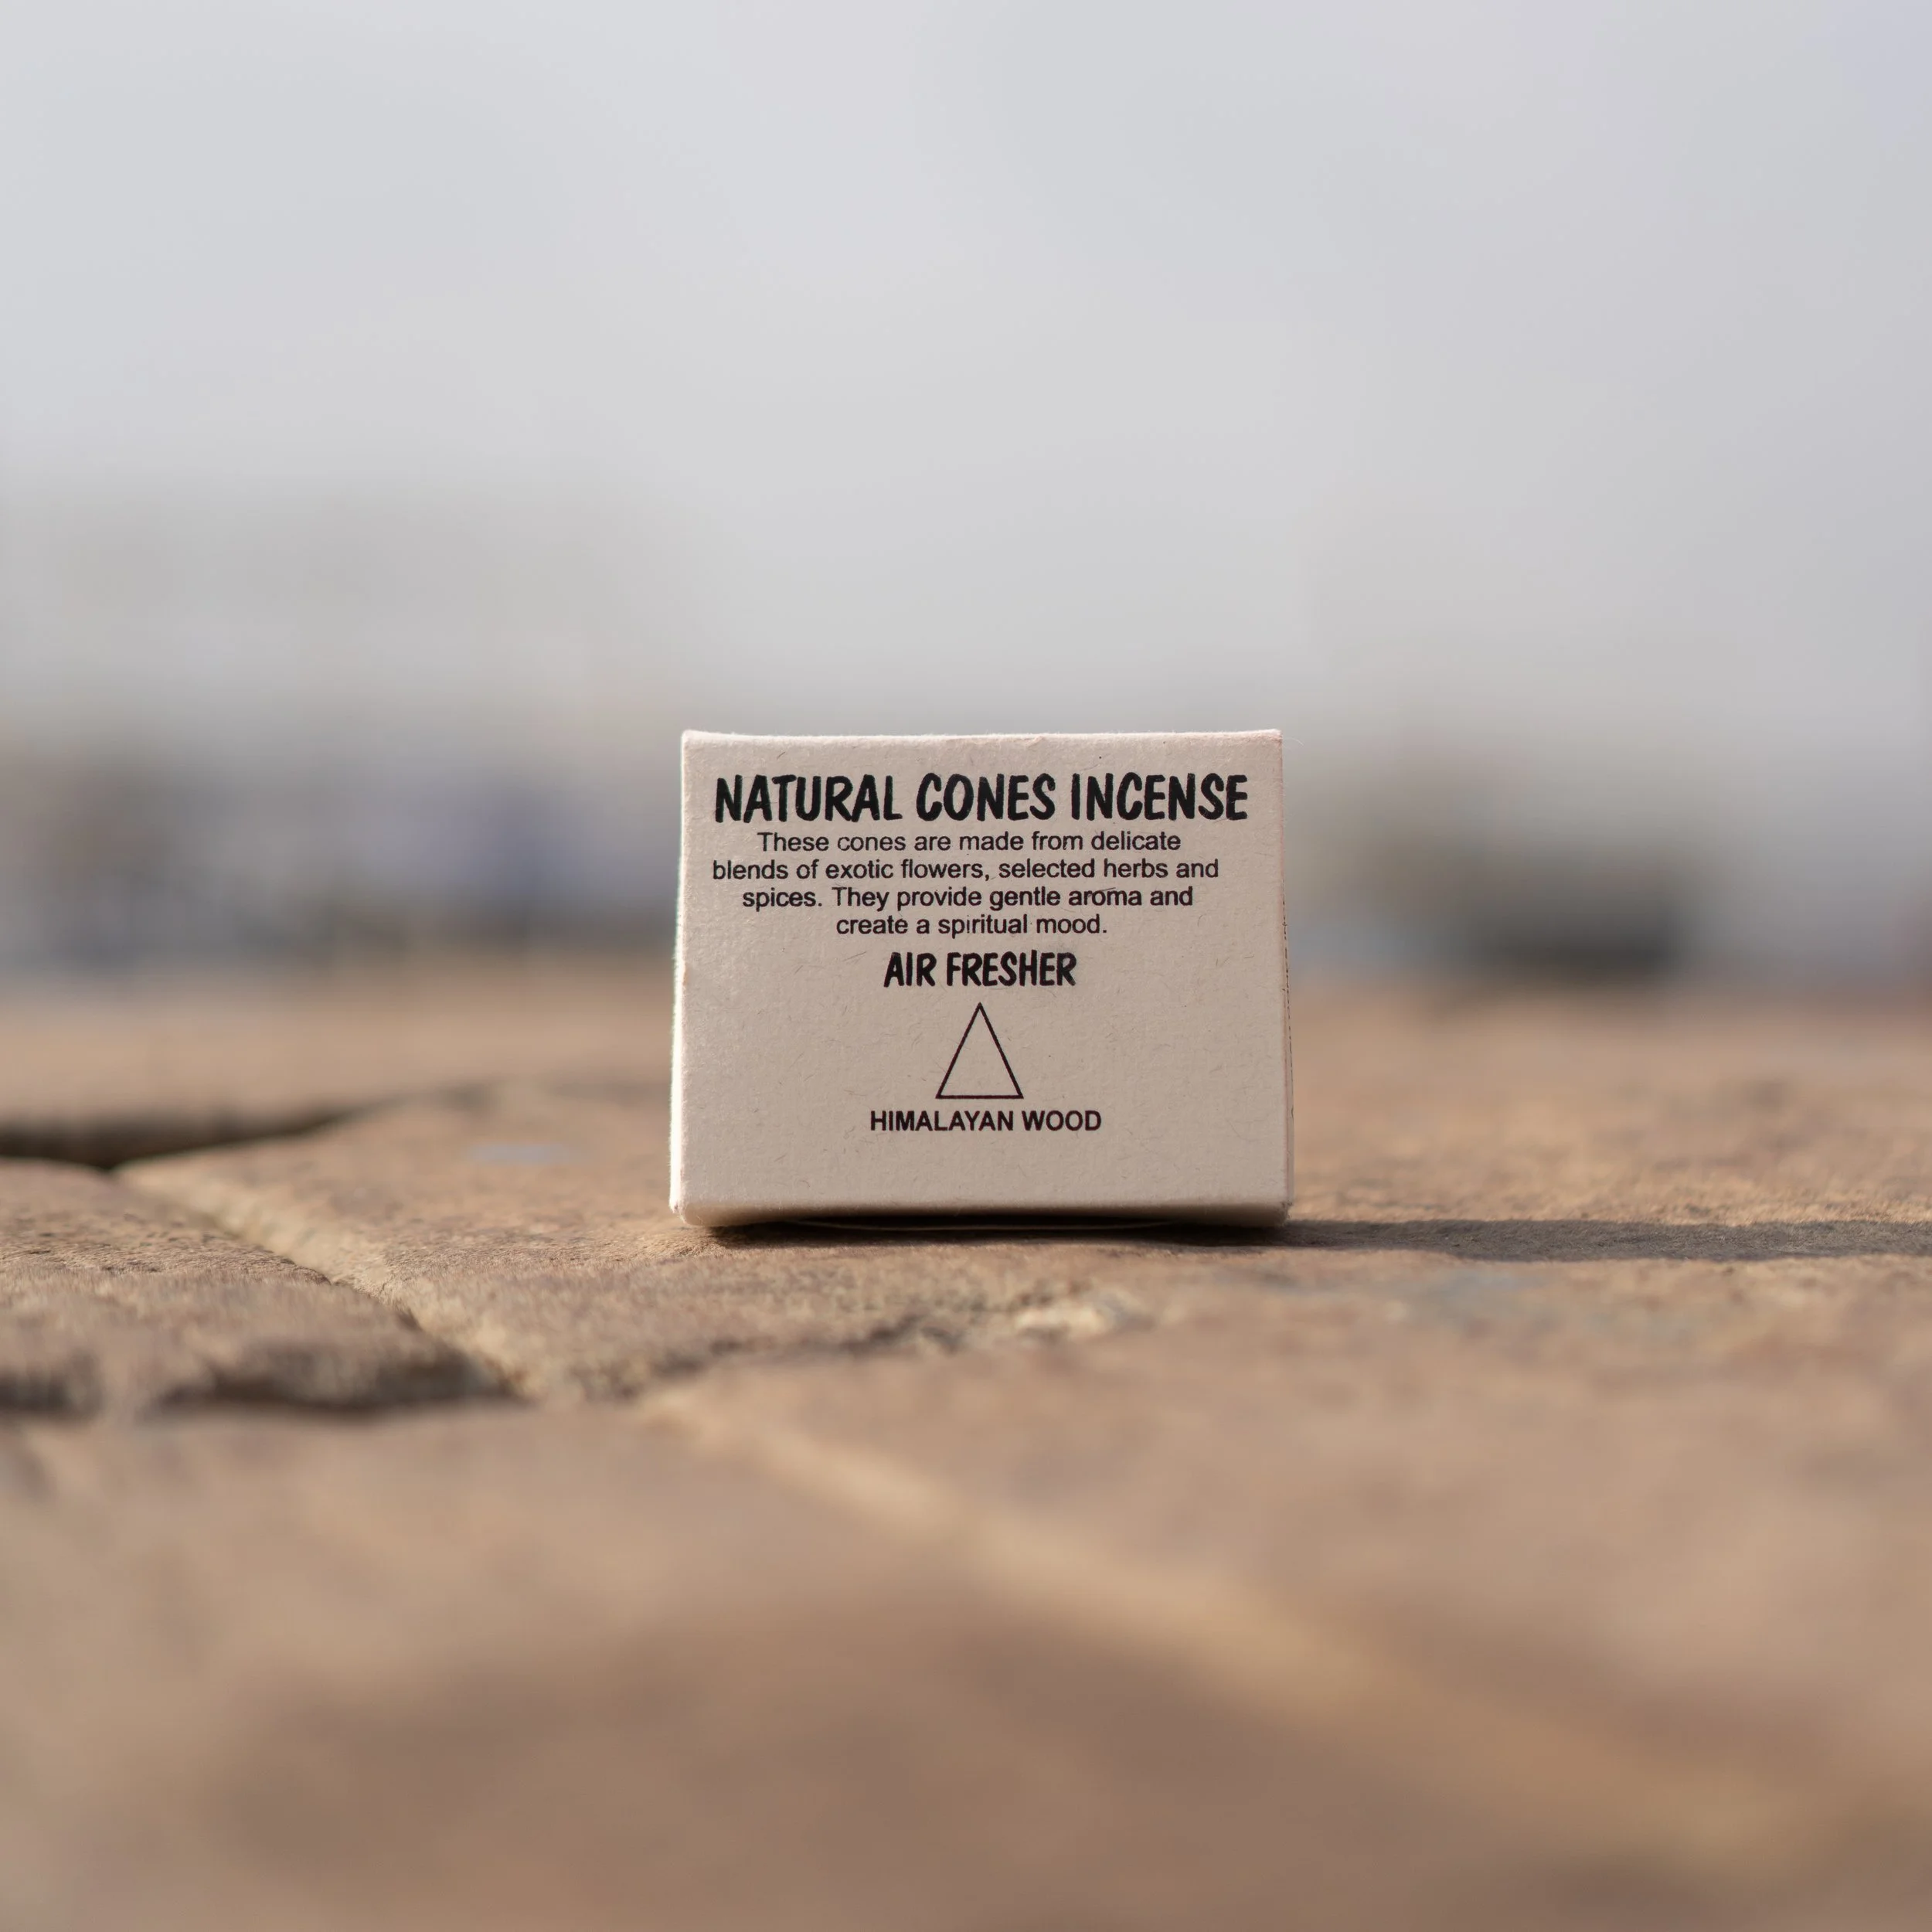 NATURAL CONES INCENSE
These cones are made from delicate
blends of exotic flowers, selected herbs and
spices. They provide gentle aroma and
create a spiritual mood.
AIR FRESHER
HIMALAYAN WOOD